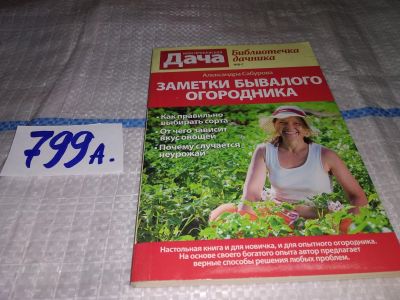 Дача
Библиотечка
дачника
Александра Сабурова
ЗАМЕТКИ БЫВАЛОГО
ОГОРОДНИКА
• Как правильно
выбирать сорта
• От чего зависит
вкус овощей
• Почему случается
неурожай
799А.
Настольная книга и для новичка, и для опытного огородника.
На основе своего богатого опыта автор предлагает
верные способы решения любых проблем.